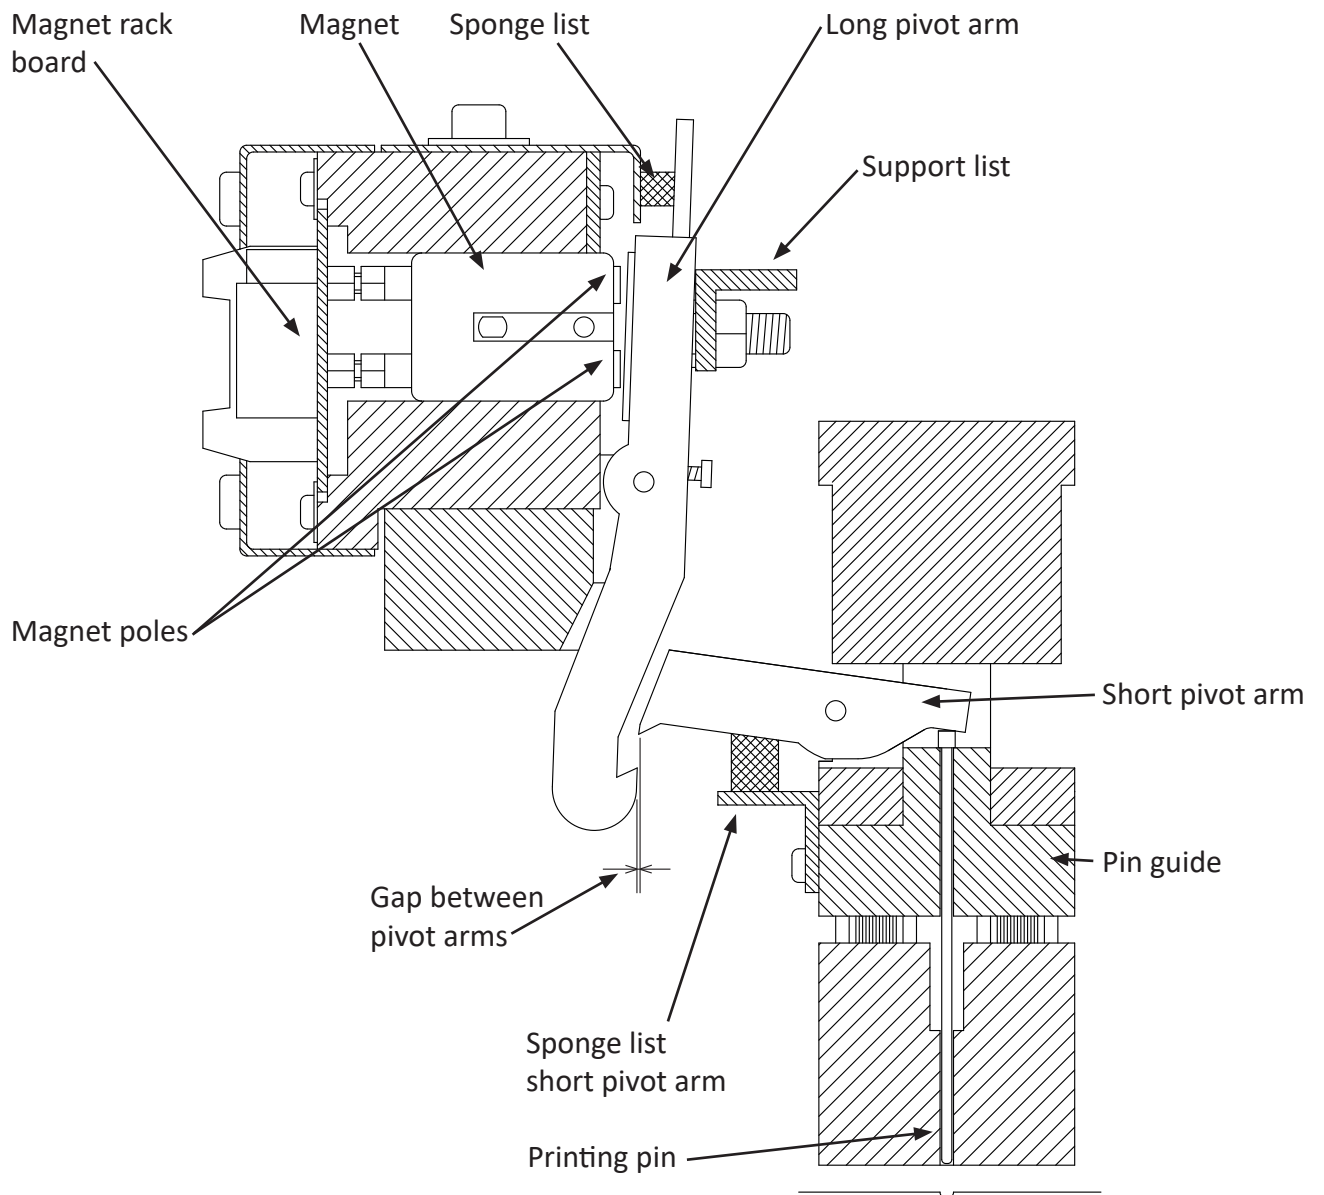 Magnet rack
board
Magnet
Sponge list
Long pivot arm
Support list
Magnet poles
Short pivot arm
Pin guide
Gap between
pivot arms
Sponge list
short pivot arm
Printing pin